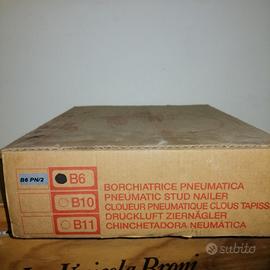 B6 PN/2
B6
B10
B11
BORCHIATRICE PNEUMATICA
PNEUMATIC STUD NAILER
CLOUEUR PNEUMATIQUE CLOUS TAPISS
DRUCKLUFT ZIERNÄGLER
CHINCHETADORA NEUMÁTICA
Broni
subito